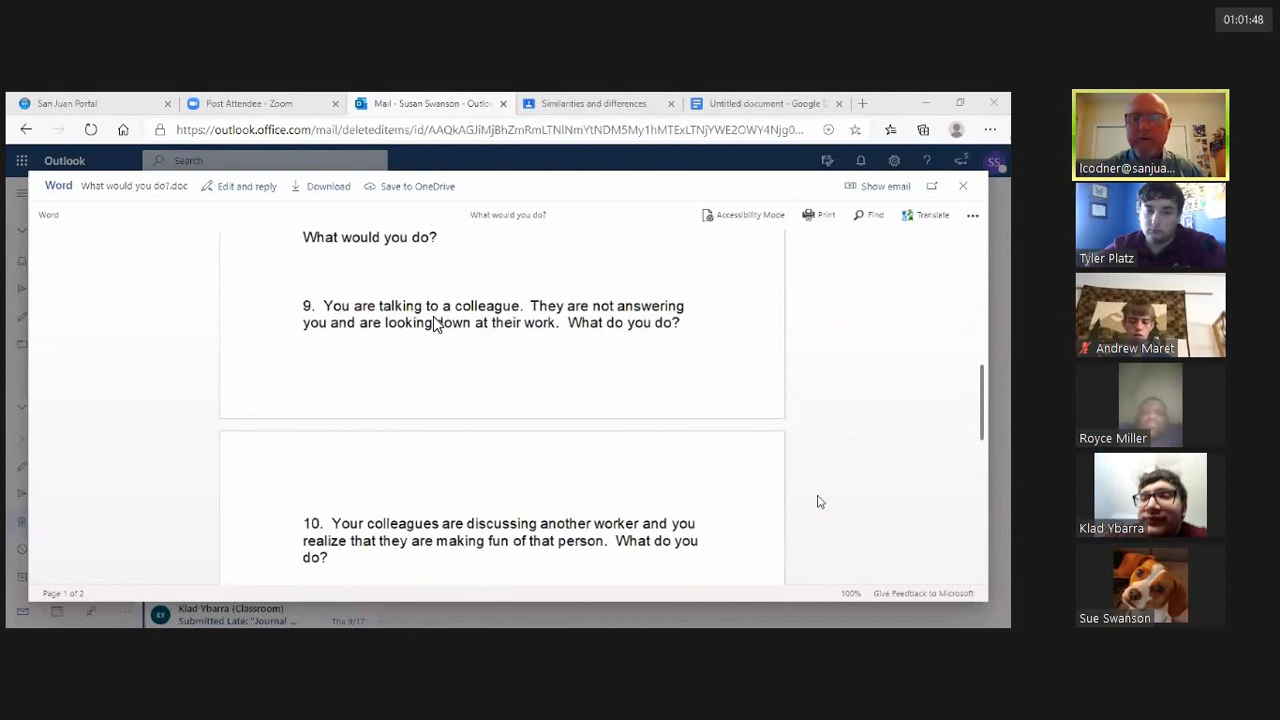 01:01:48
San Juan Portal
Post Attendee - Zoom
Mail - Susan Swanson - Outlo
Similarities and differences
Untitled document - Google D
https://outlook.office.com/mail/deleteditems/id/AAQkAGJiMjBhZmRmLTNlNmYtNDM5My1hMTExLTNjYWE2OWY4Njg0...
Outlook
Search
SS
Word
What would you do?.doc
Edit and reply
Download
Save to OneDrive
Show email
Word
What would you do?
Accessibility Mode
Print
Find
Translate
What would you do?
9. You are talking to a colleague. They are not answering
you and are looking down at their work. What do you do?
10. Your colleagues are discussing another worker and you
realize that they are making fun of that person. What do you
do?
Page 1 of 2
100%
Give Feedback to Microsoft
KY
Klad Ybarra (Classroom)
Submitted Late: "Journal ...
Thu 9/17
lcodner@sanjua...
Tyler Platz
Andrew Maret
Royce Miller
Klad Ybarra
Sue Swanson